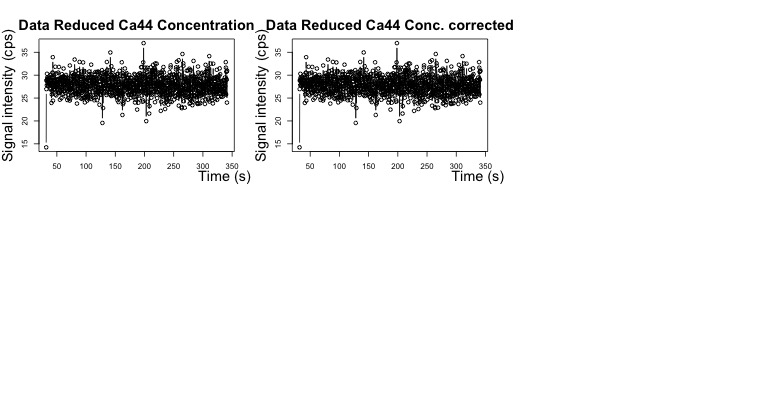 Data Reduced Ca44 Concentration
Signal intensity (cps)
35
30
25
20
15
50 100 150 200 250 300 350
Time (s)
Data Reduced Ca44 Conc. corrected
Signal intensity (cps)
35
30
25
20
15
50 100 150 200 250 300 350
Time (s)